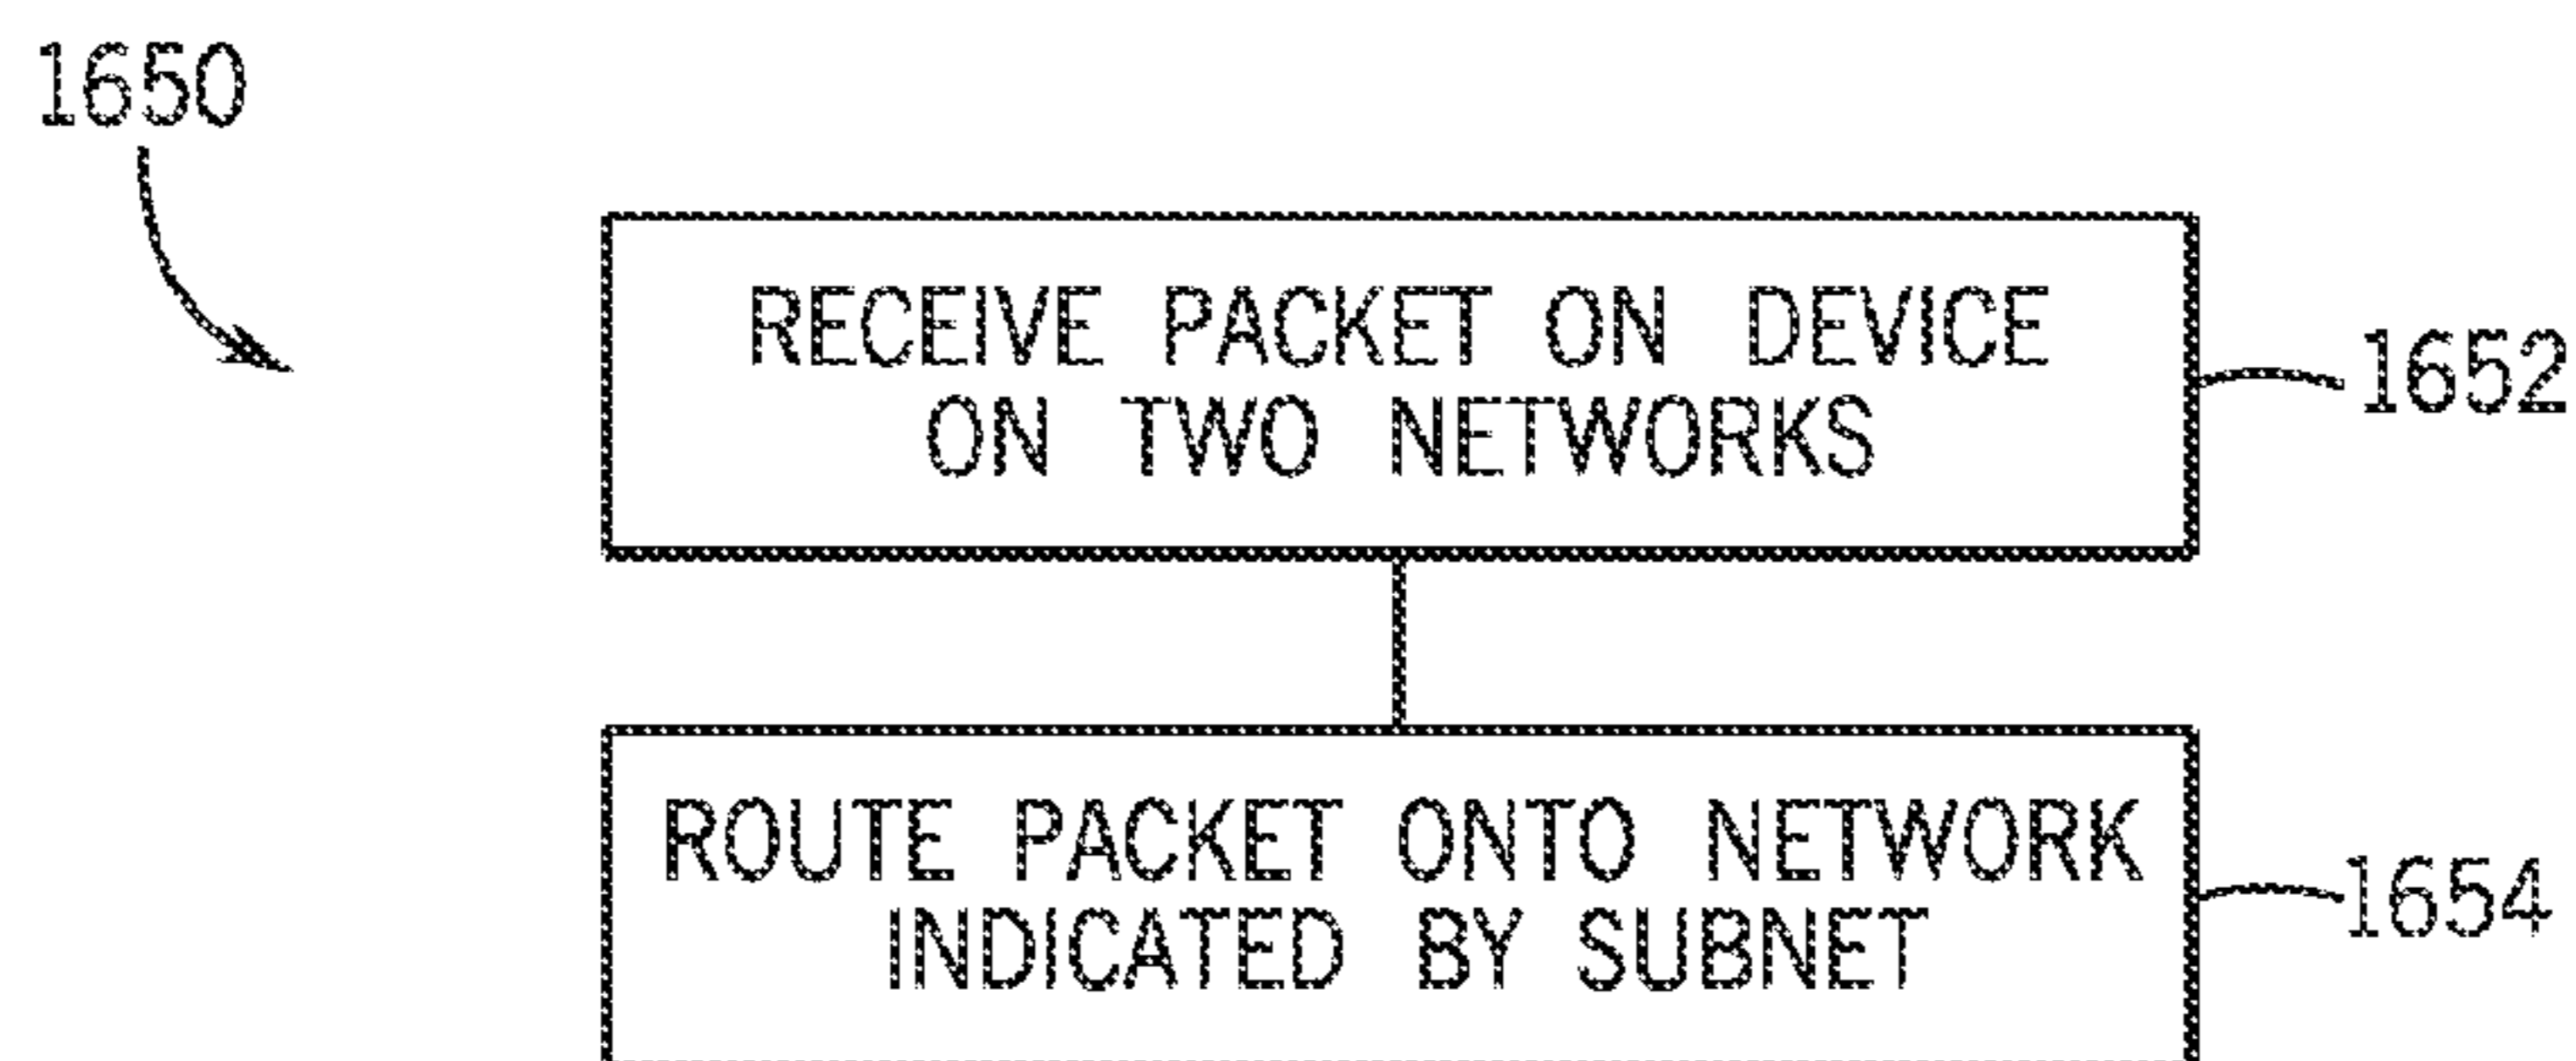 1650
RECEIVE PACKET ON DEVICE
ON TWO NETWORKS
1652
ROUTE PACKET ONTO NETWORK
INDICATED BY SUBNET
1654